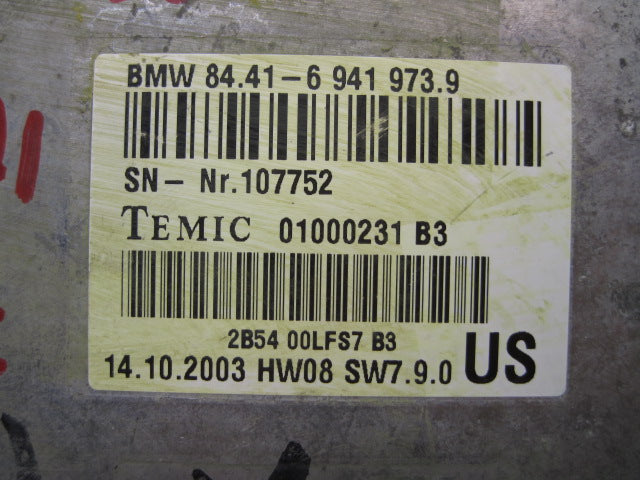 BMW 84.41-6 941 973.9
SN- Nr.107752
TEMIC 01000231 B3
2B54 00LFS7 B3
14.10.2003 HW08 SW7.9.0 US